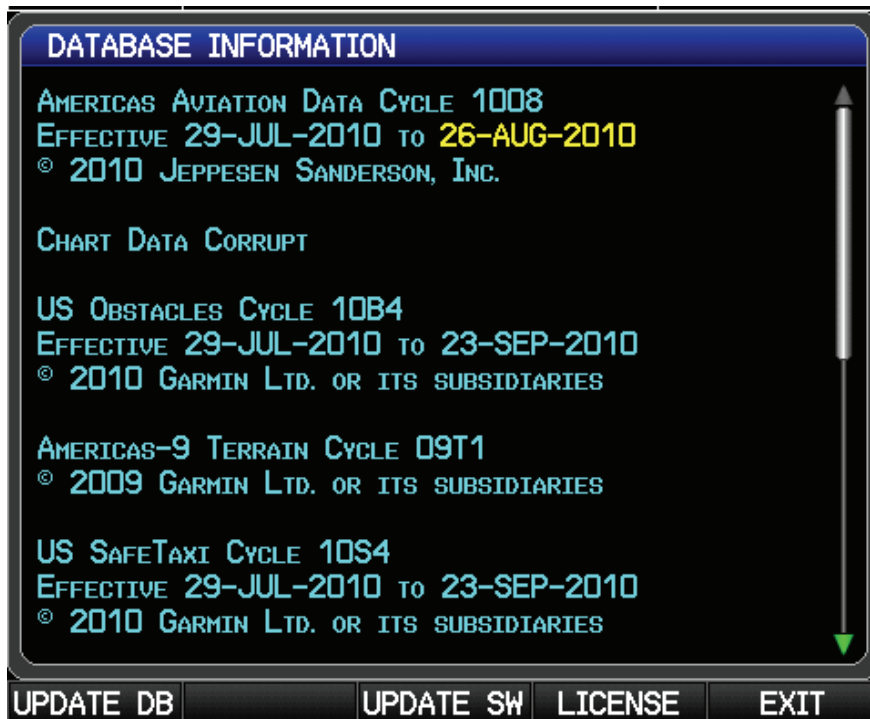 DATABASE INFORMATION
AMERICAS AVIATION DATA CYCLE 1008
EFFECTIVE 29-JUL-2010 TO 26-AUG-2010
© 2010 JEPPESEN SANDERSON, INC.
CHART DATA CORRUPT
US OBSTACLES CYCLE 10B4
EFFECTIVE 29-JUL-2010 TO 23-SEP-2010
© 2010 GARMIN LTD. OR ITS SUBSIDIARIES
AMERICAS-9 TERRAIN CYCLE 09T1
© 2009 GARMIN LTD. OR ITS SUBSIDIARIES
US SAFETAXI CYCLE 10S4
EFFECTIVE 29-JUL-2010 TO 23-SEP-2010
© 2010 GARMIN LTD. OR ITS SUBSIDIARIES
UPDATE DB UPDATE SW LICENSE EXIT